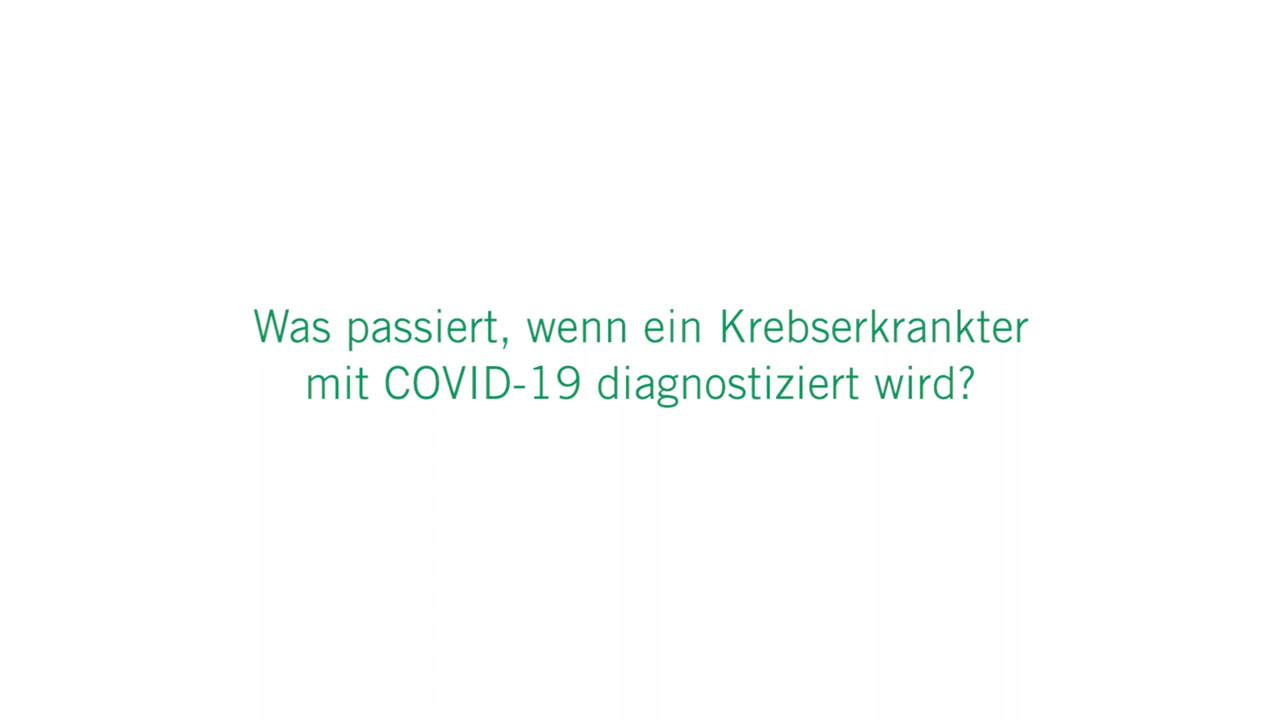 Was passiert, wenn ein Krebserkrankter
mit COVID-19 diagnostiziert wird?